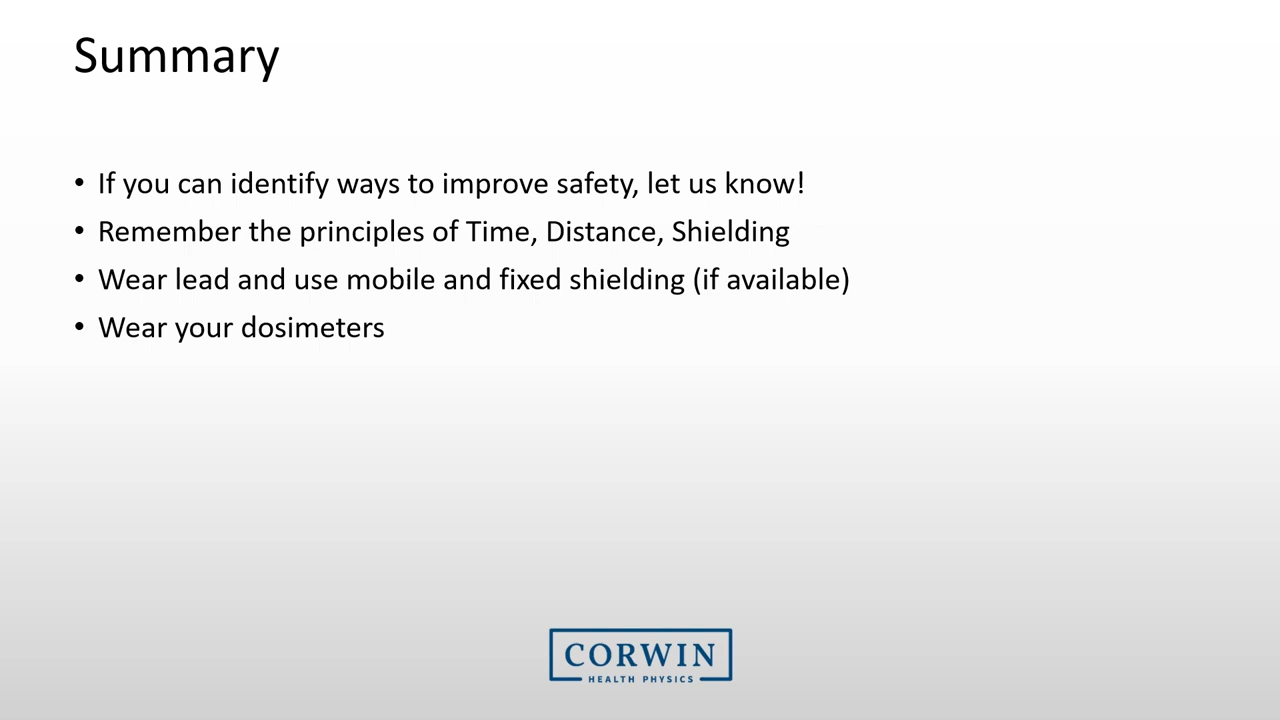 Summary
• If you can identify ways to improve safety, let us know!
• Remember the principles of Time, Distance, Shielding
• Wear lead and use mobile and fixed shielding (if available)
• Wear your dosimeters
CORWIN
HEALTH PHYSICS